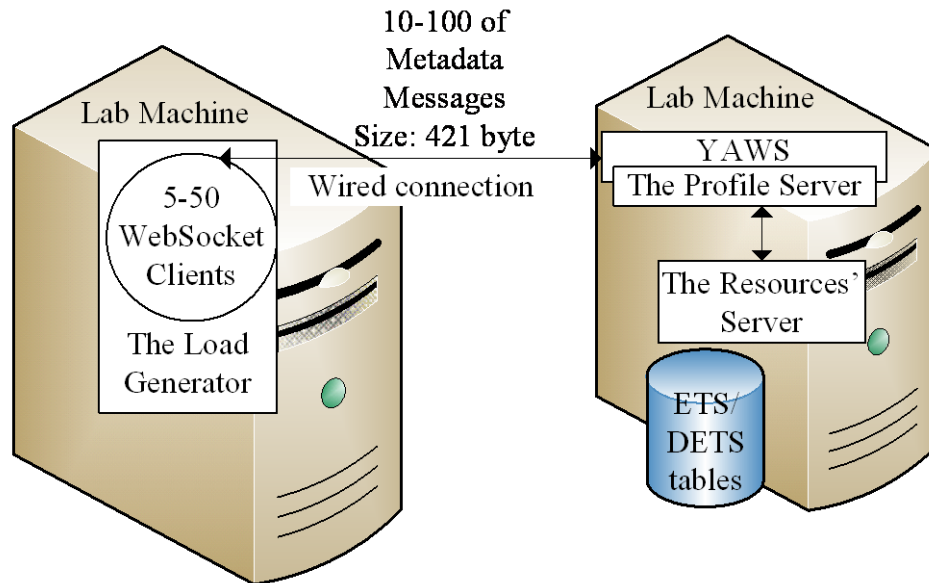 10-100 of
Metadata
Messages
Size: 421 byte
Wired connection
Lab Machine
5-50
WebSocket
Clients
The Load
Generator
Lab Machine
YAWS
The Profile Server
The Resources’
Server
ETS/
DETS
tables